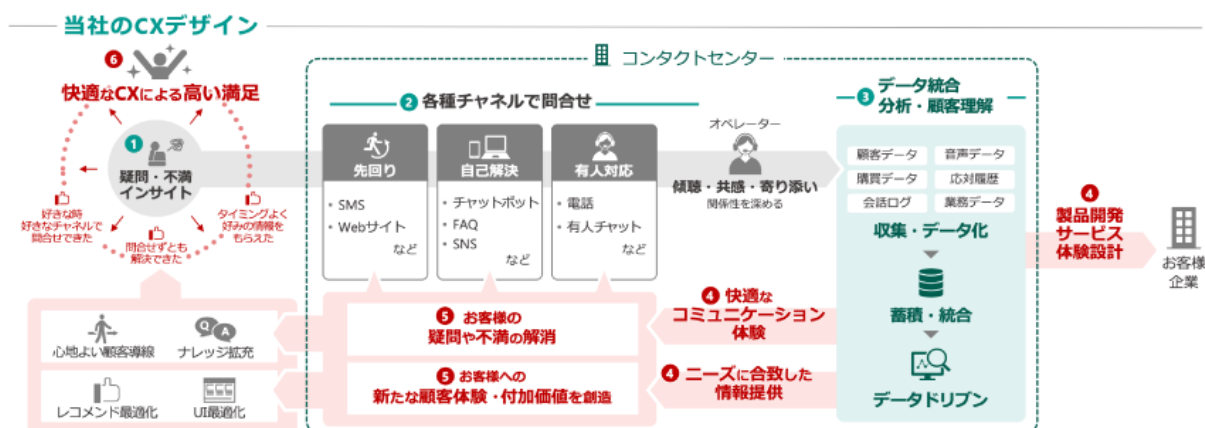 当社のCXデザイン
コンタクトセンター
6
快適なCXによる高い満足
1
疑問・不満
インサイト
好きな時
好きなチャネルで
問合せできた
問合せずとも
解決できた
タイミングよく
好みの情報を
もらえた
2 各種チャネルで問合せ
先回り
・SMS
・Webサイト
など
自己解決
・チャットボット
・FAQ
・SNS
など
有人対応
・電話
・有人チャット
など
オペレーター
傾聴・共感・寄り添い
関係性を深める
3 データ統合
分析・顧客理解
顧客データ
音声データ
購買データ
応対履歴
会話ログ
業務データ
収集・データ化
蓄積・統合
データドリブン
4
製品開発
サービス
体験設計
お客様
企業
4 快適な
コミュニケーション
体験
4 ニーズに合致した
情報提供
5 お客様の
疑問や不満の解消
5 お客様への
新たな顧客体験・付加価値を創造
心地よい顧客導線
Q A
ナレッジ拡充
レコメンド最適化
UI最適化